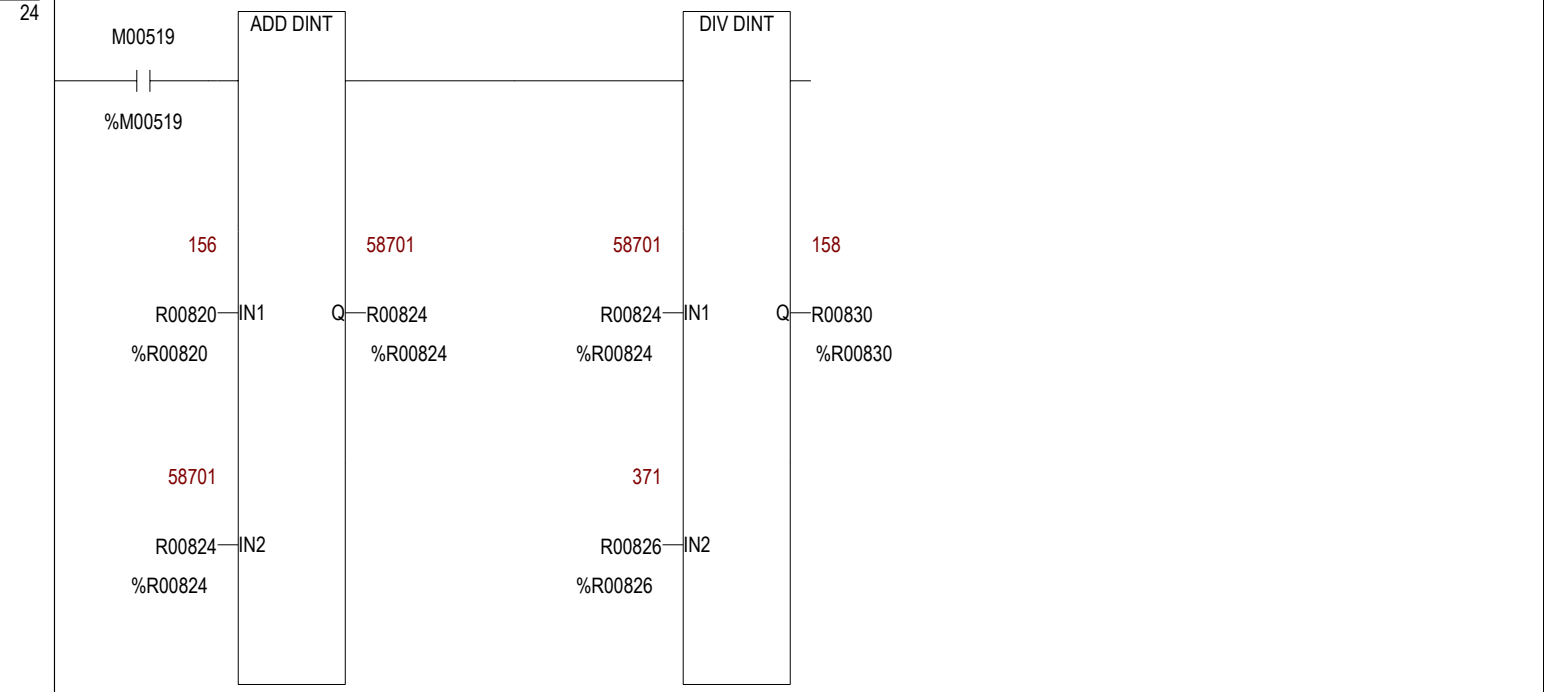 24
M00519
ADD DINT
DIV DINT
%M00519
156
58701
58701
158
R00820
IN1
Q
R00824
R00824
IN1
Q
R00830
%R00820
%R00824
%R00824
%R00830
58701
371
R00824
IN2
R00826
IN2
%R00824
%R00826